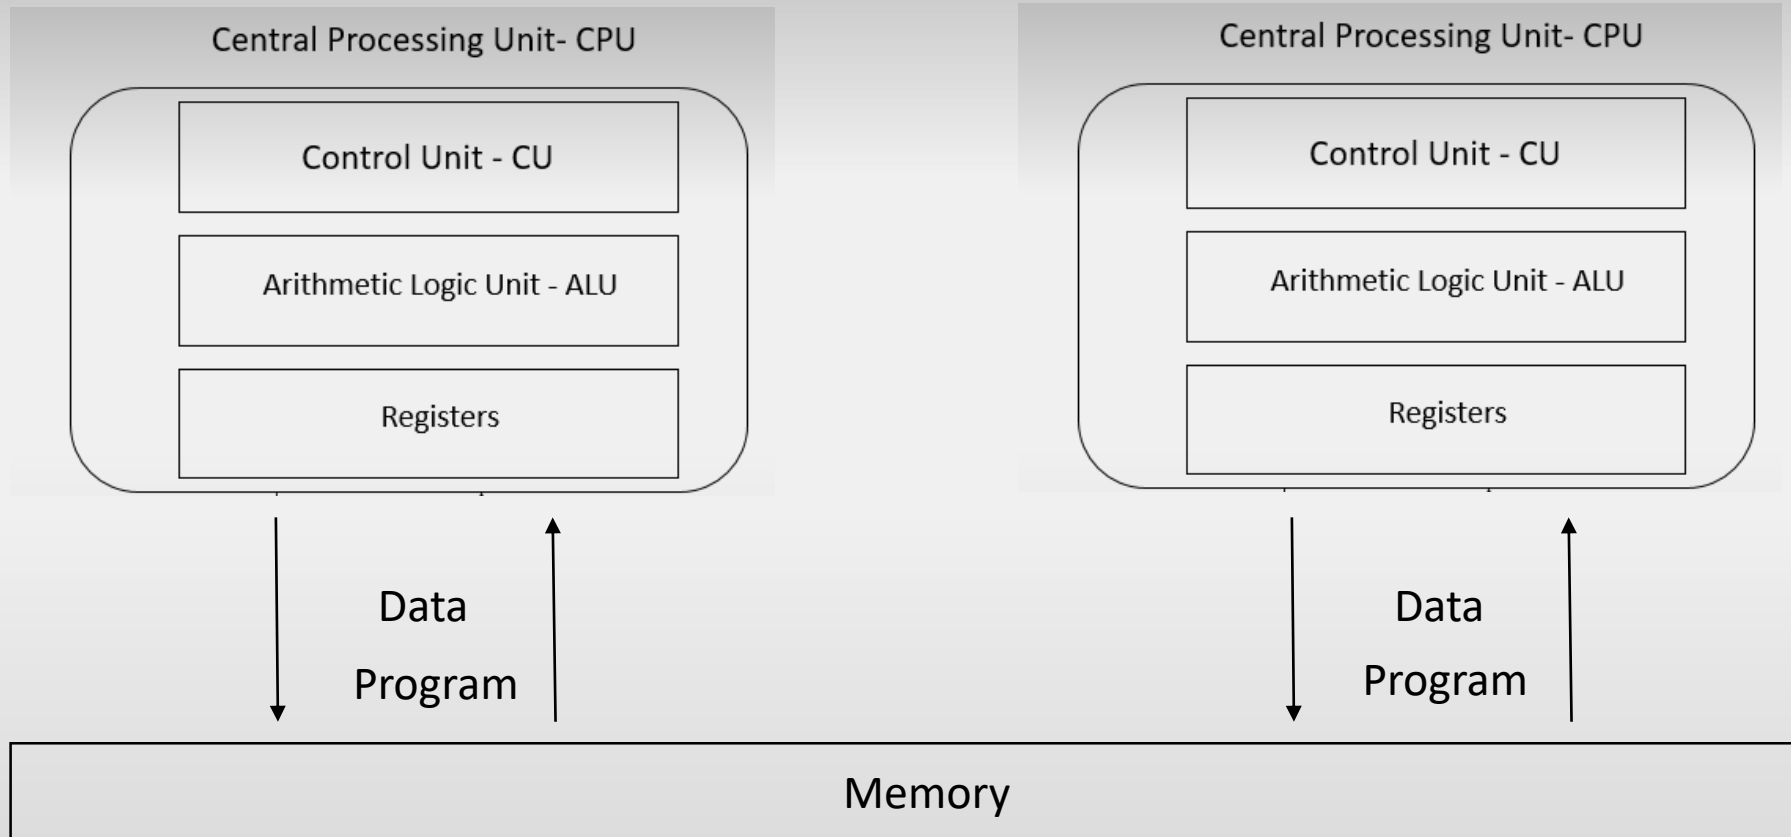 Central Processing Unit- CPU
Control Unit - CU
Arithmetic Logic Unit - ALU
Registers
Data
Program
Central Processing Unit- CPU
Control Unit - CU
Arithmetic Logic Unit - ALU
Registers
Data
Program
Memory